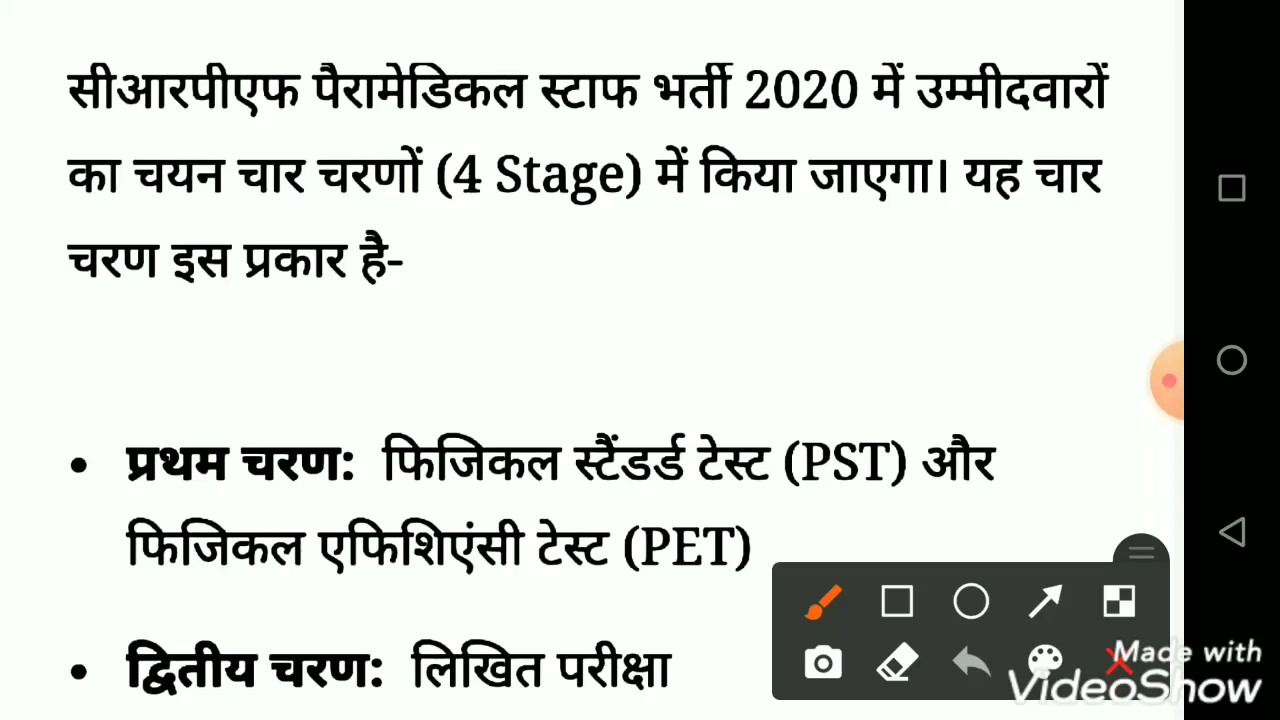 सीआरपीएफ पैरामेडिकल स्टाफ भर्ती 2020 में उम्मीदवारों
का चयन चार चरणों (4 Stage) में किया जाएगा। यह चार
चरण इस प्रकार है-
• प्रथम चरण: फिजिकल स्टैंडर्ड टेस्ट (PST) और
फिजिकल एफिशिएंसी टेस्ट (PET)
• द्वितीय चरण: लिखित परीक्षा
Made with
VideoShow